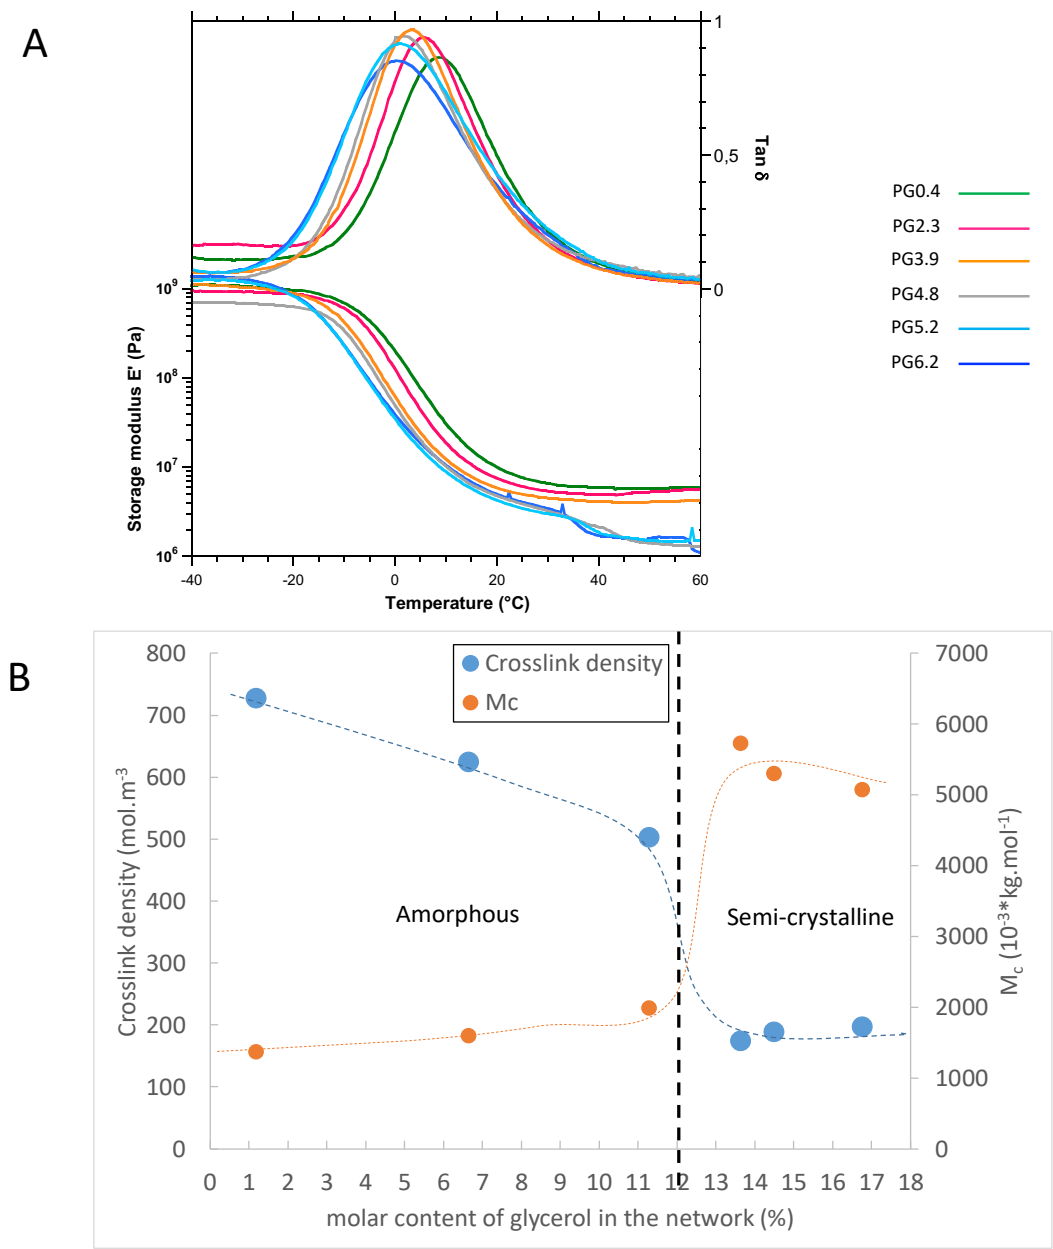 A
1
0,5
0
Tan δ
10⁹
10⁸
10⁷
10⁶
Storage modulus E' (Pa)
-40 -20 0 20 40 60
Temperature (°C)
PG0.4
PG2.3
PG3.9
PG4.8
PG5.2
PG6.2
B
800
700
600
500
400
300
200
100
0
Crosslink density (mol.m⁻³
Crosslink density
Mc
Amorphous
Semi-crystalline
7000
6000
5000
4000
3000
2000
1000
0
M_c (10⁻³*kg.mol⁻¹)
0 1 2 3 4 5 6 7 8 9 10 11 12 13 14 15 16 17 18
molar content of glycerol in the network (%)